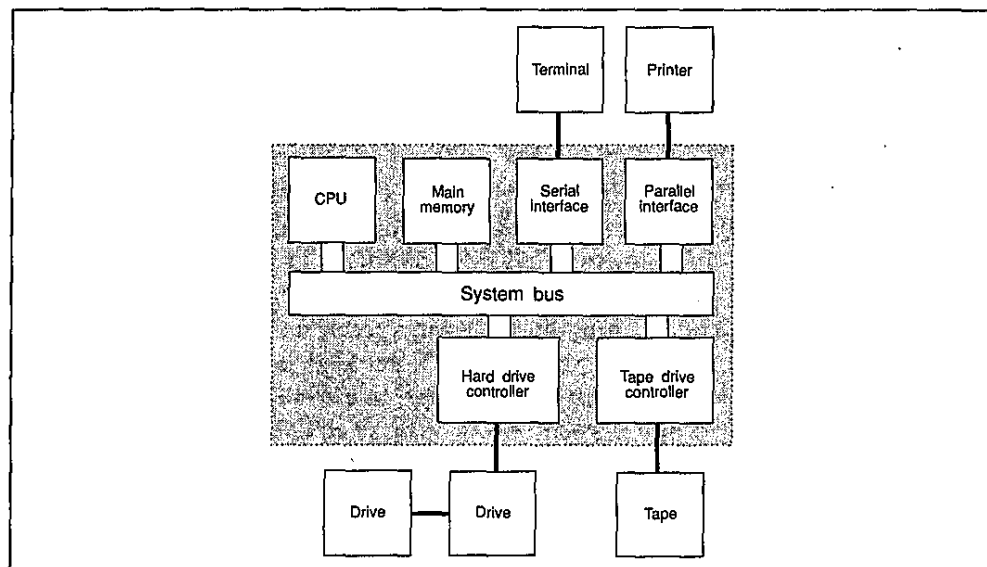 Terminal
Printer
CPU
Main
memory
Serial
interface
Parallel
interface
System bus
Hard drive
controller
Tape drive
controller
Drive
Drive
Tape